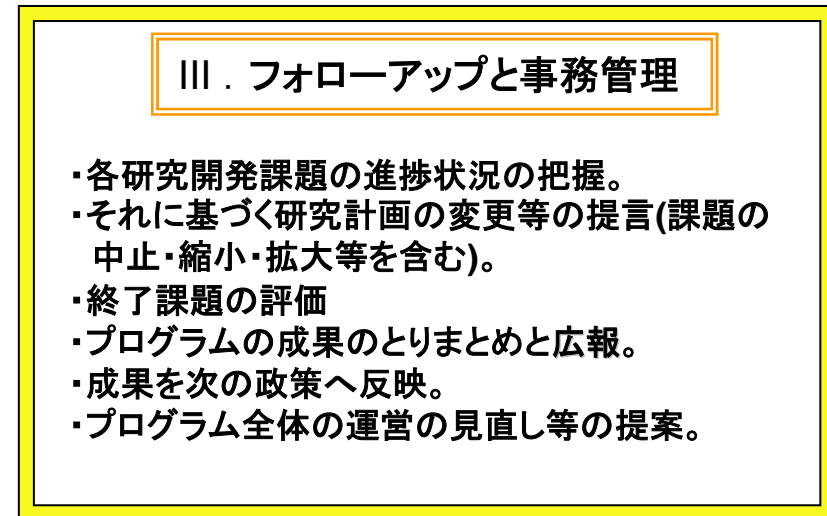 Ⅲ．フォローアップと事務管理
・各研究開発課題の進捗状況の把握。
・それに基づく研究計画の変更等の提言(課題の
中止・縮小・拡大等を含む)。
・終了課題の評価
・プログラムの成果のとりまとめと広報。
・成果を次の政策へ反映。
・プログラム全体の運営の見直し等の提案。